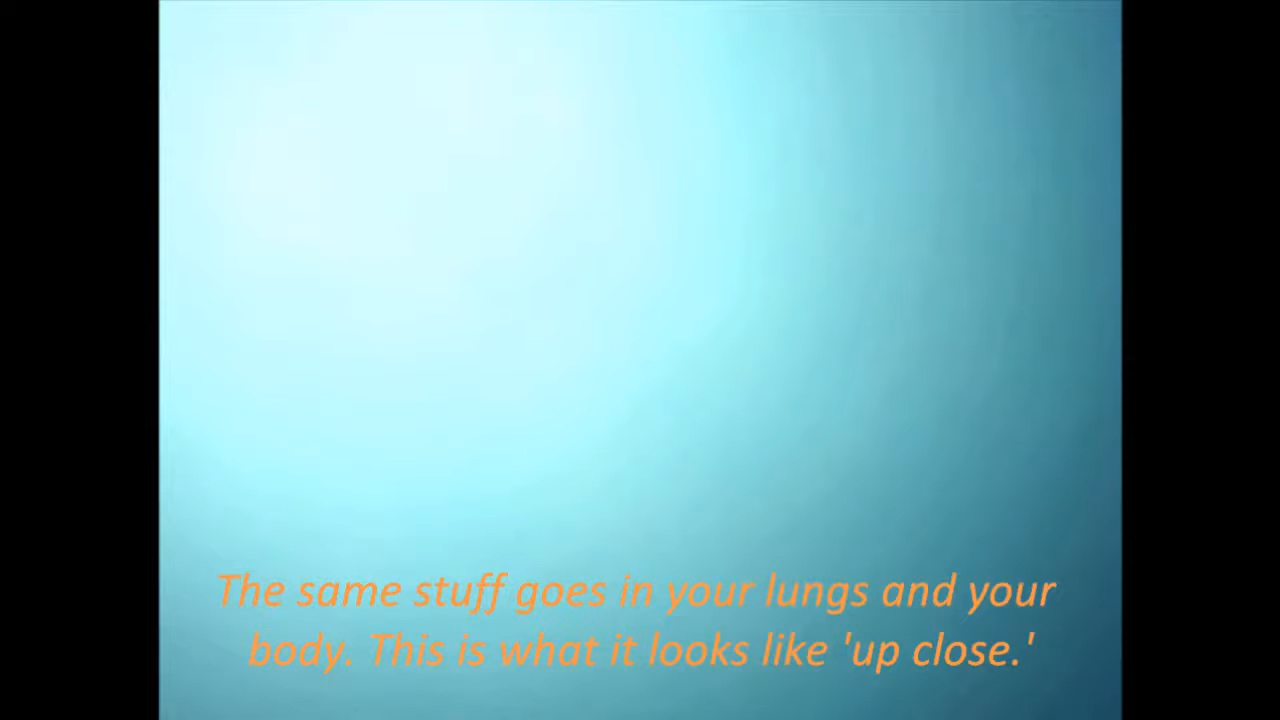 The same stuff goes in your lungs and your
body. This is what it looks like 'up close.'